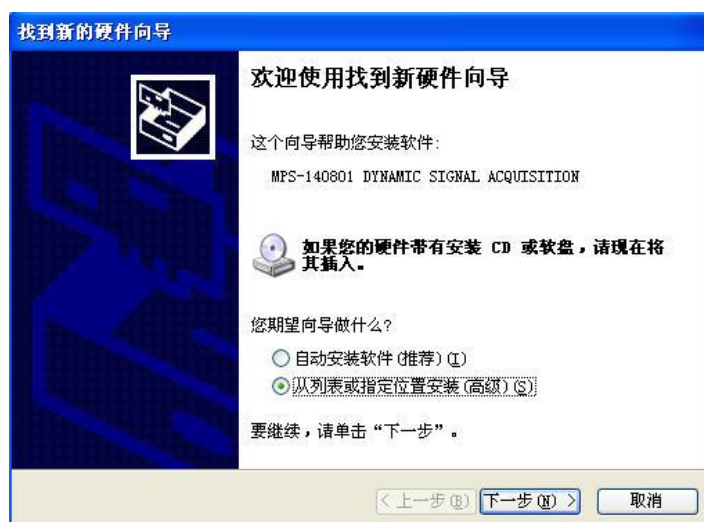 找到新的硬件向导
欢迎使用找到新硬件向导
这个向导帮助您安装软件:
MPS-140801 DYNAMIC SIGNAL ACQUISITION
如果您的硬件带有安装 CD 或软盘，请现在将
其插入。
您期望向导做什么?
自动安装软件(推荐)(I)
从列表或指定位置安装(高级)(S)
要继续，请单击“下一步”。
< 上一步(B)
下一步(N) >
取消